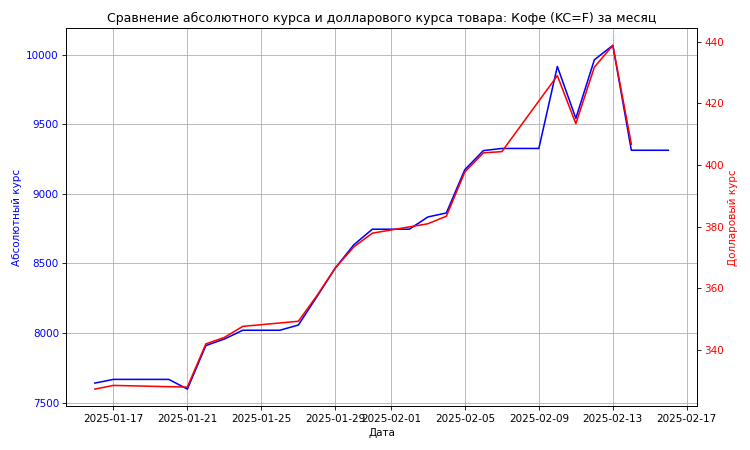 Сравнение абсолютного курса и долларового курса товара: Кофе (KC=F) за месяц
Абсолютный курс
10000
9500
9000
8500
8000
7500
440
420
400
380
360
340
Долларовый курс
2025-01-17 2025-01-21 2025-01-25 2025-01-29 2025-02-01 2025-02-05 2025-02-09 2025-02-13 2025-02-17
Дата